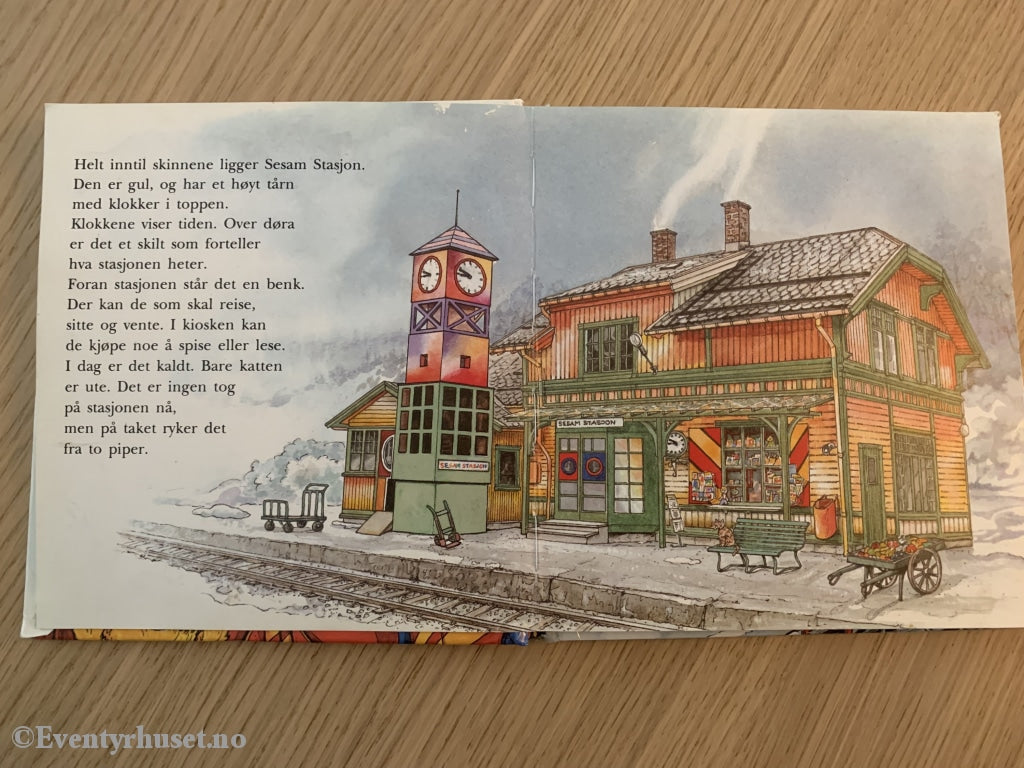 Helt inntil skinnene ligger Sesam Stasjon.
Den er gul, og har et høyt tårn
med klokker i toppen.
Klokkene viser tiden. Over døra
er det et skilt som forteller
hva stasjonen heter.
Foran stasjonen står det en benk.
Der kan de som skal reise,
sitte og vente. I kiosken kan
de kjøpe noe å spise eller lese.
I dag er det kaldt. Bare katten
er ute. Det er ingen tog
på stasjonen nå,
men på taket ryker det
fra to piper.
SESAM STASJON
SESAM STASJON
©Eventyrhuset.no